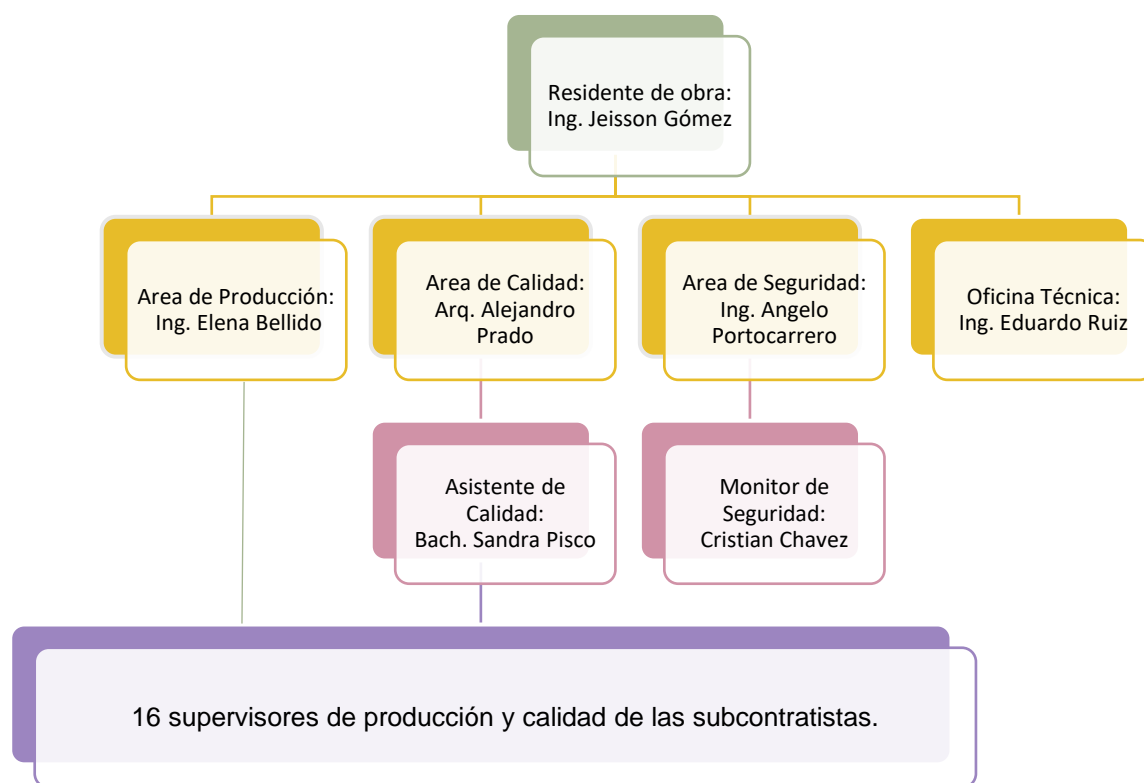 Residente de obra:
Ing. Jeisson Gómez
Area de Producción:
Ing. Elena Bellido
Area de Calidad:
Arq. Alejandro
Prado
Area de Seguridad:
Ing. Angelo
Portocarrero
Oficina Técnica:
Ing. Eduardo Ruiz
Asistente de
Calidad:
Bach. Sandra Pisco
Monitor de
Seguridad:
Cristian Chavez
16 supervisores de producción y calidad de las subcontratistas.